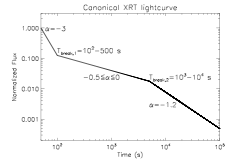 Canonical XRT lightcurve
α=−3
T_break,1=10²−500 s
−0.5≤α≤0
T_break,2=10³−10⁴ s
α=−1.2
Normalized Flux
1.000
0.100
0.010
0.001
10²
10³
10⁴
10⁵
Time (s)